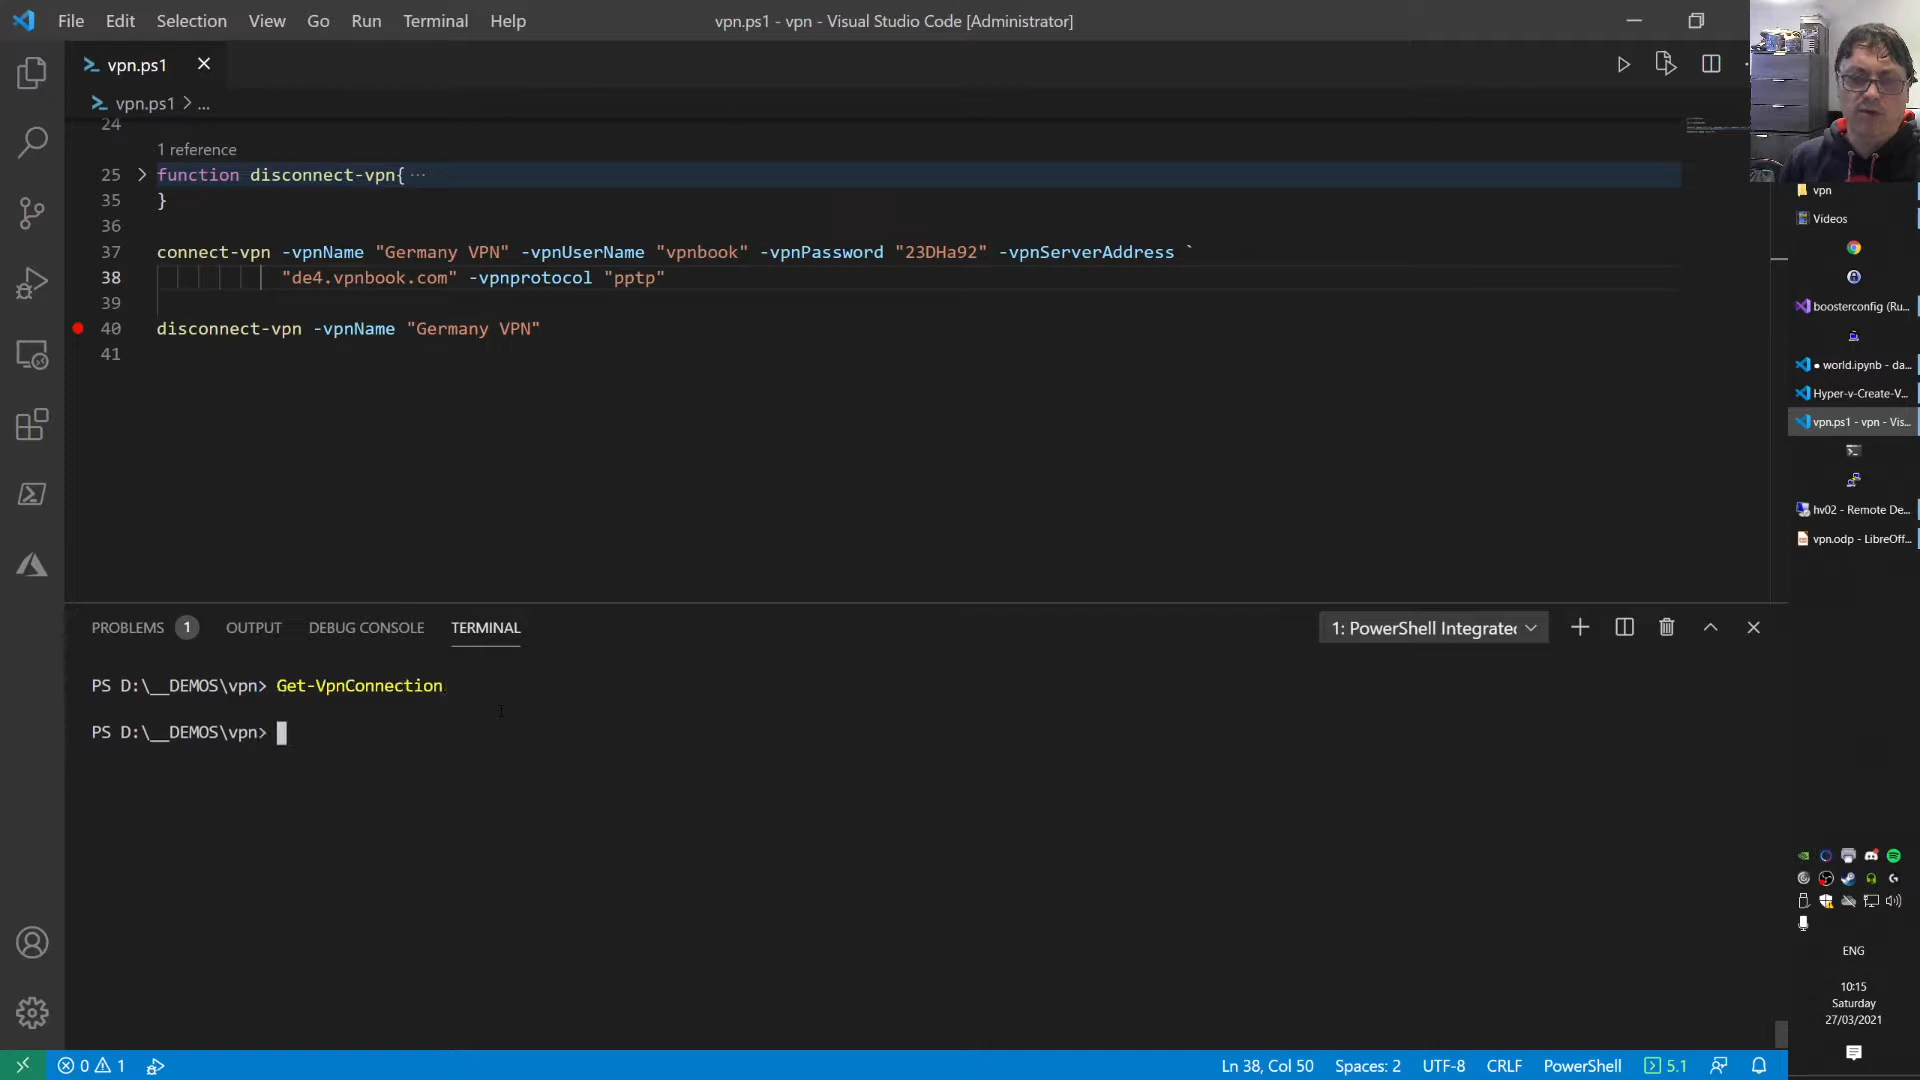 File Edit Selection View Go Run Terminal Help
vpn.ps1 - vpn - Visual Studio Code [Administrator]
vpn.ps1
vpn.ps1 > ...
24
1 reference
25 function disconnect-vpn{ ...
35 }
36
37 connect-vpn -vpnName "Germany VPN" -vpnUserName "vpnbook" -vpnPassword "23DHa92" -vpnServerAddress `
38 "de4.vpnbook.com" -vpnprotocol "pptp"
39
40 disconnect-vpn -vpnName "Germany VPN"
41
PROBLEMS 1 OUTPUT DEBUG CONSOLE TERMINAL
1: PowerShell Integrated
PS D:\__DEMOS\vpn> Get-VpnConnection
PS D:\__DEMOS\vpn>
0 1
Ln 38, Col 50 Spaces: 2 UTF-8 CRLF PowerShell 5.1
vpn
Videos
boosterconfig (Ru...
● world.ipynb - da...
Hyper-v-Create-V...
vpn.ps1 - vpn - Vis...
hv02 - Remote De...
vpn.odp - LibreOff...
ENG
10:15
Saturday
27/03/2021